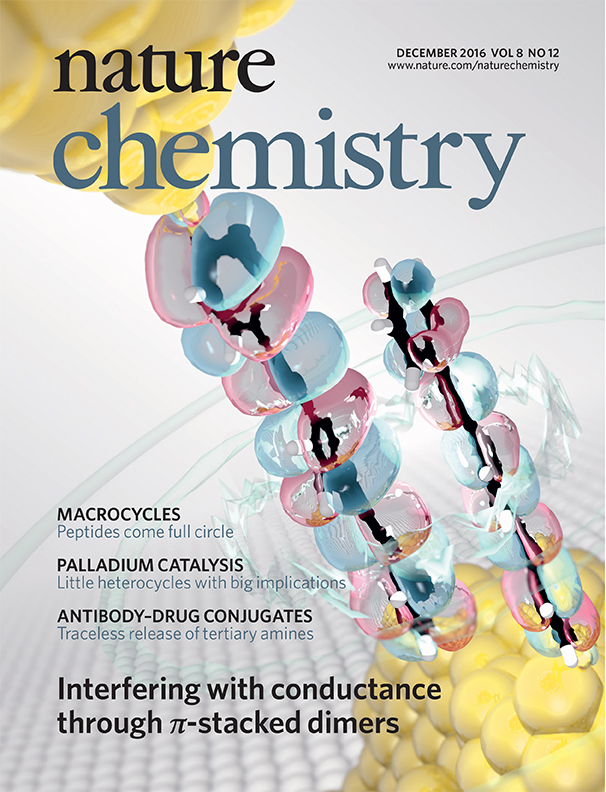 nature
chemistry
DECEMBER 2016 VOL 8 NO 12
www.nature.com/naturechemistry
MACROCYCLES
Peptides come full circle
PALLADIUM CATALYSIS
Little heterocycles with big implications
ANTIBODY–DRUG CONJUGATES
Traceless release of tertiary amines
Interfering with conductance
through π-stacked dimers